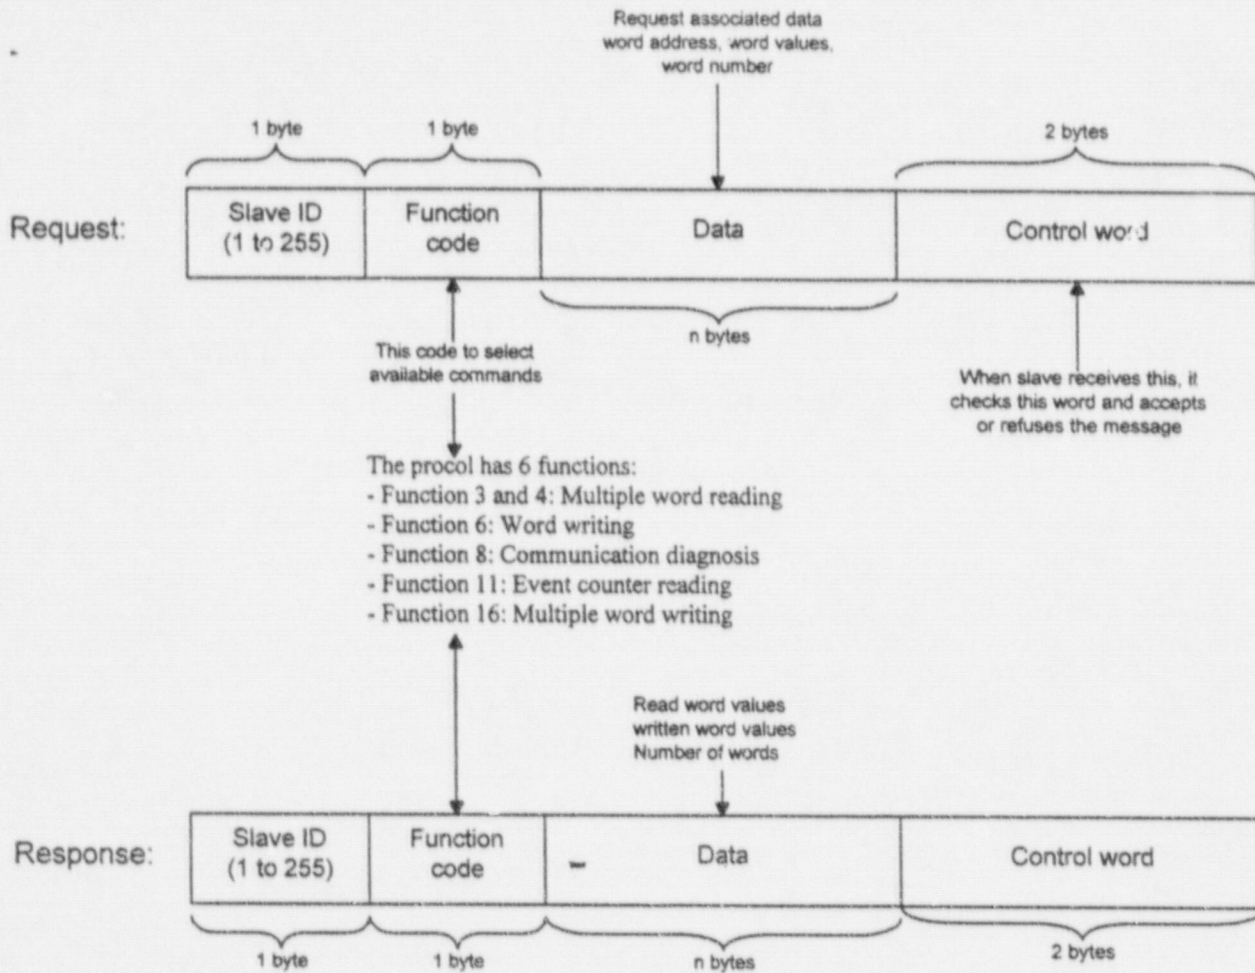 Request associated data
word address, word values,
word number
1 byte
1 byte
2 bytes
Request:
Slave ID
(1 to 255)
Function
code
Data
Control word
n bytes
This code to select
available commands
When slave receives this, it
checks this word and accepts
or refuses the message
The procol has 6 functions:
- Function 3 and 4: Multiple word reading
- Function 6: Word writing
- Function 8: Communication diagnosis
- Function 11: Event counter reading
- Function 16: Multiple word writing
Read word values
written word values
Number of words
Response:
Slave ID
(1 to 255)
Function
code
Data
Control word
1 byte
1 byte
n bytes
2 bytes